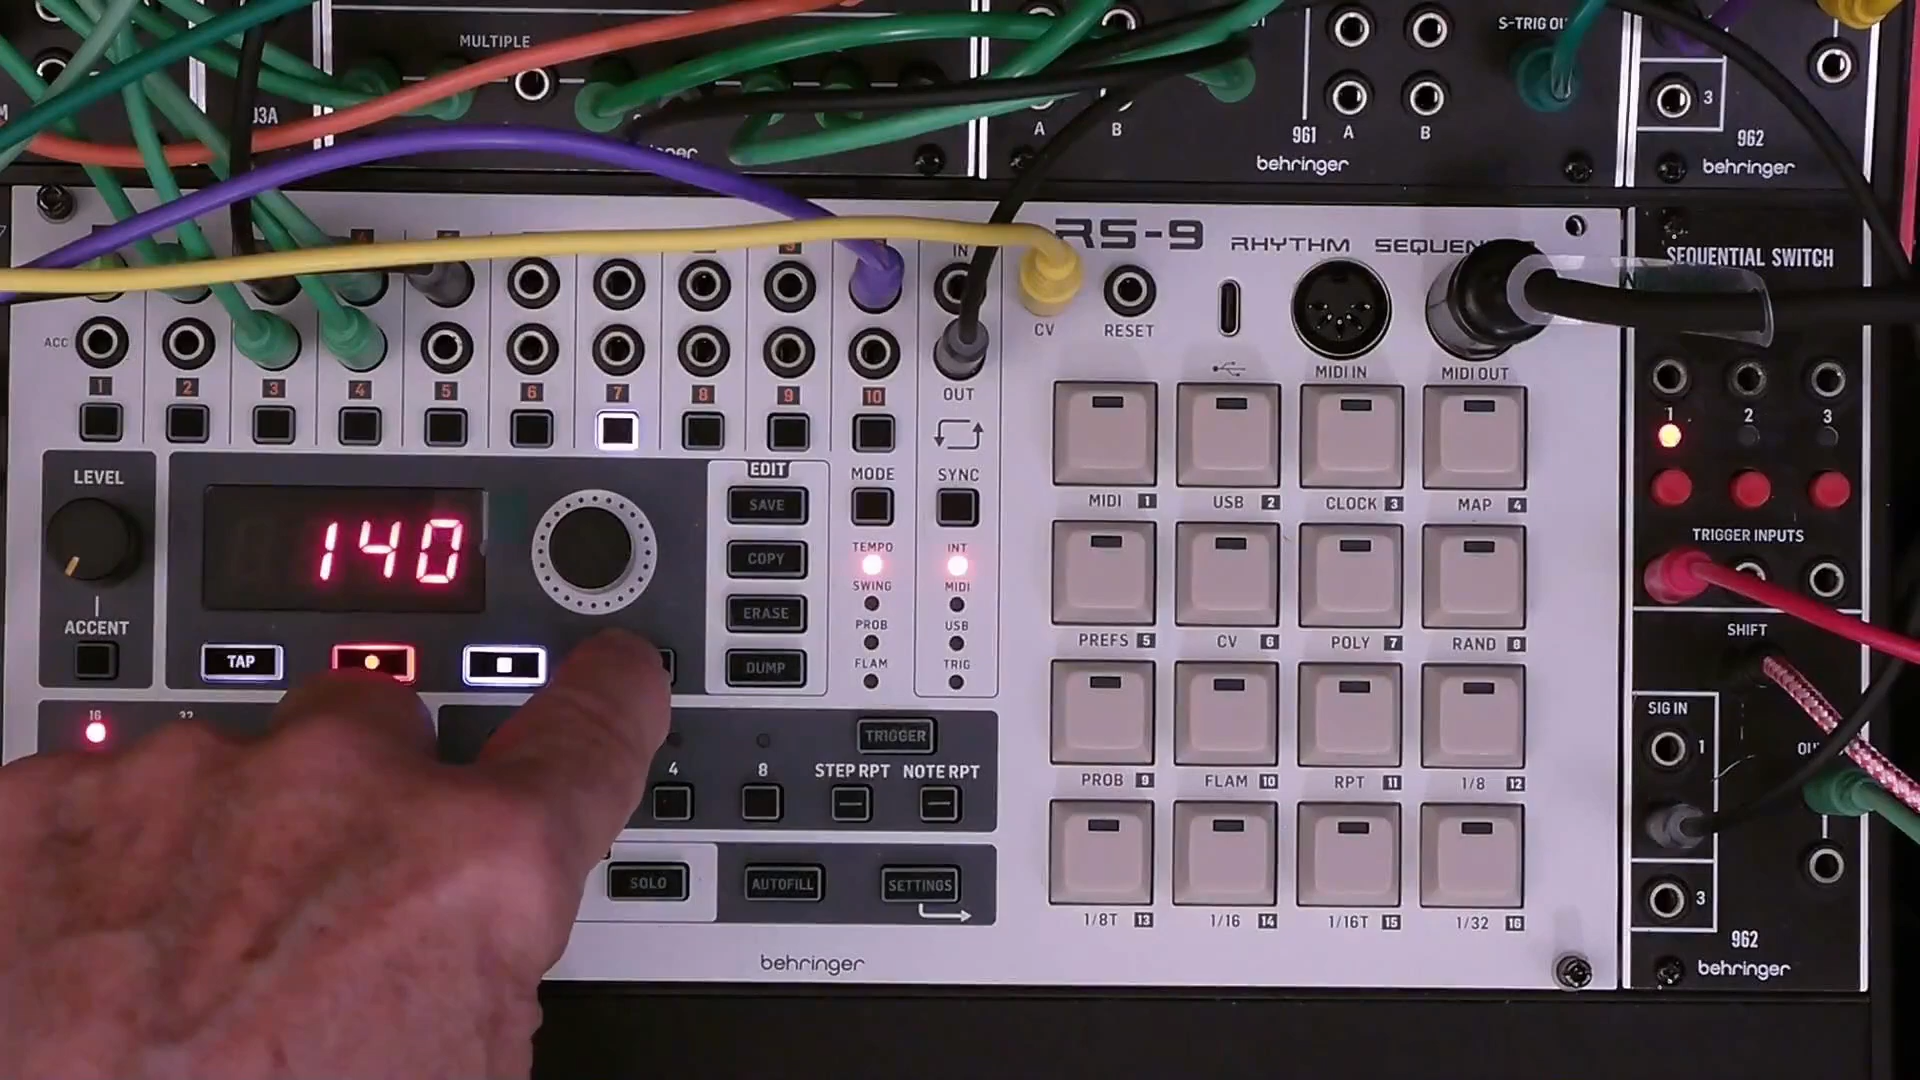 MULTIPLE
S-TRIG OU
3
A
B
961
A
B
962
behringer
behringer
RS-9
RHYTHM SEQUEN
IN
SEQUENTIAL SWITCH
ACC
CV
RESET
MIDI IN
MIDI OUT
1
2
3
4
5
6
7
8
9
10
OUT
1
2
3
LEVEL
EDIT
MODE
SYNC
SAVE
MIDI 1
USB 2
CLOCK 3
MAP 4
140
COPY
TEMPO
INT
TRIGGER INPUTS
SWING
MIDI
ERASE
ACCENT
PROB
USB
PREFS 5
CV 6
POLY 7
RAND 8
SHIFT
TAP
DUMP
FLAM
TRIG
16
32
SIG IN
1
TRIGGER
OU
4
8
STEP RPT
NOTE RPT
PROB 9
FLAM 10
RPT 11
1/8 12
SOLO
AUTOFILL
SETTINGS
3
1/8T 13
1/16 14
1/16T 15
1/32 16
962
behringer
behringer